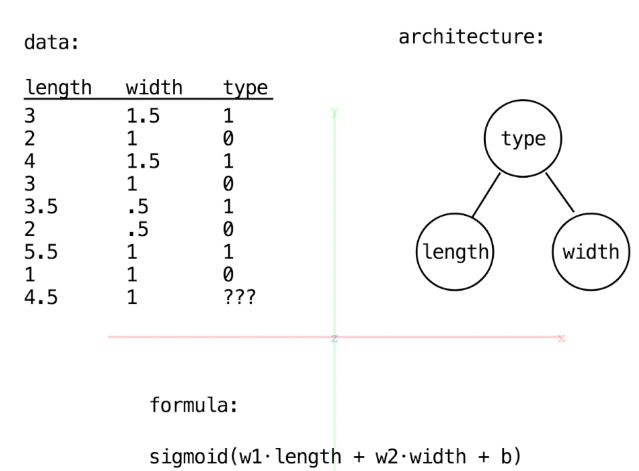 data:
length width type
3 1.5 1
2 1 0
4 1.5 1
3 1 0
3.5 .5 1
2 .5 0
5.5 1 1
1 1 0
4.5 1 ???
architecture:
type
length width
y
z x
formula:
sigmoid(w1·length + w2·width + b)